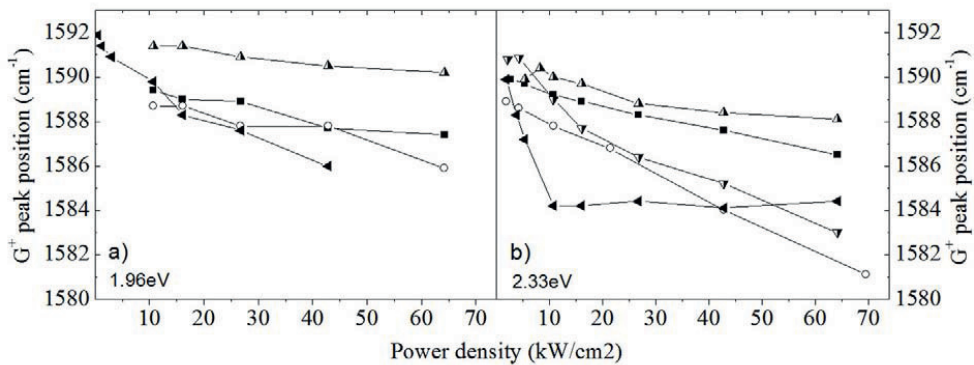 G⁺ peak position (cm⁻¹)
1592
1590
1588
1586
1584
1582
1580
a)
1.96eV
10 20 30 40 50 60 70
b)
2.33eV
10 20 30 40 50 60 70
1592
1590
1588
1586
1584
1582
1580
G⁺ peak position (cm⁻¹)
Power density (kW/cm2)